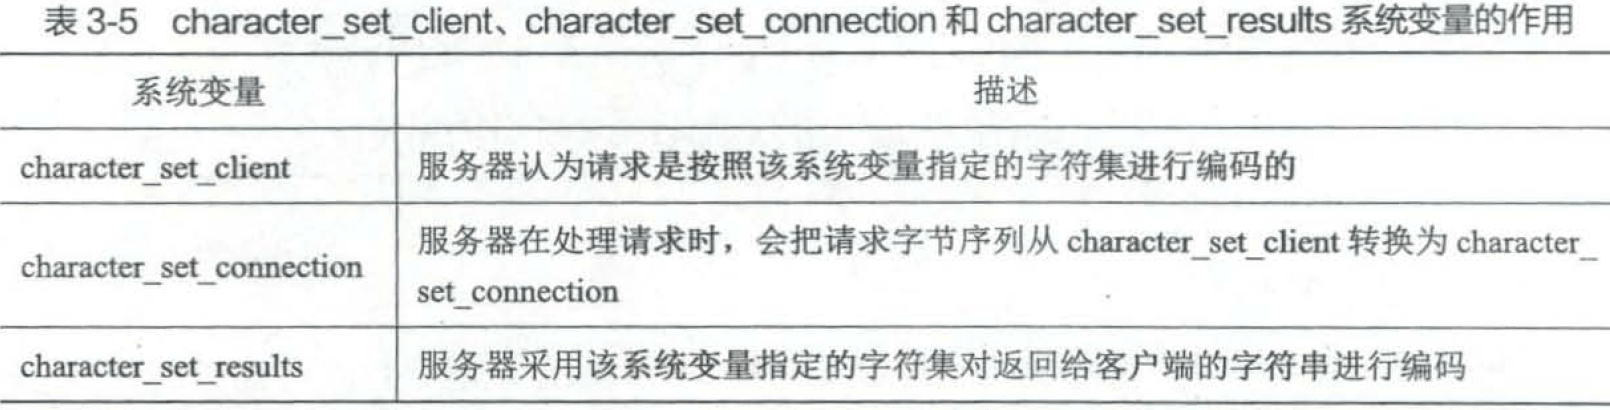 表 3-5 character_set_client、character_set_connection 和 character_set_results 系统变量的作用
系统变量 描述
character_set_client 服务器认为请求是按照该系统变量指定的字符集进行编码的
character_set_connection 服务器在处理请求时，会把请求字节序列从 character_set_client 转换为 character_
set_connection
character_set_results 服务器采用该系统变量指定的字符集对返回给客户端的字符串进行编码